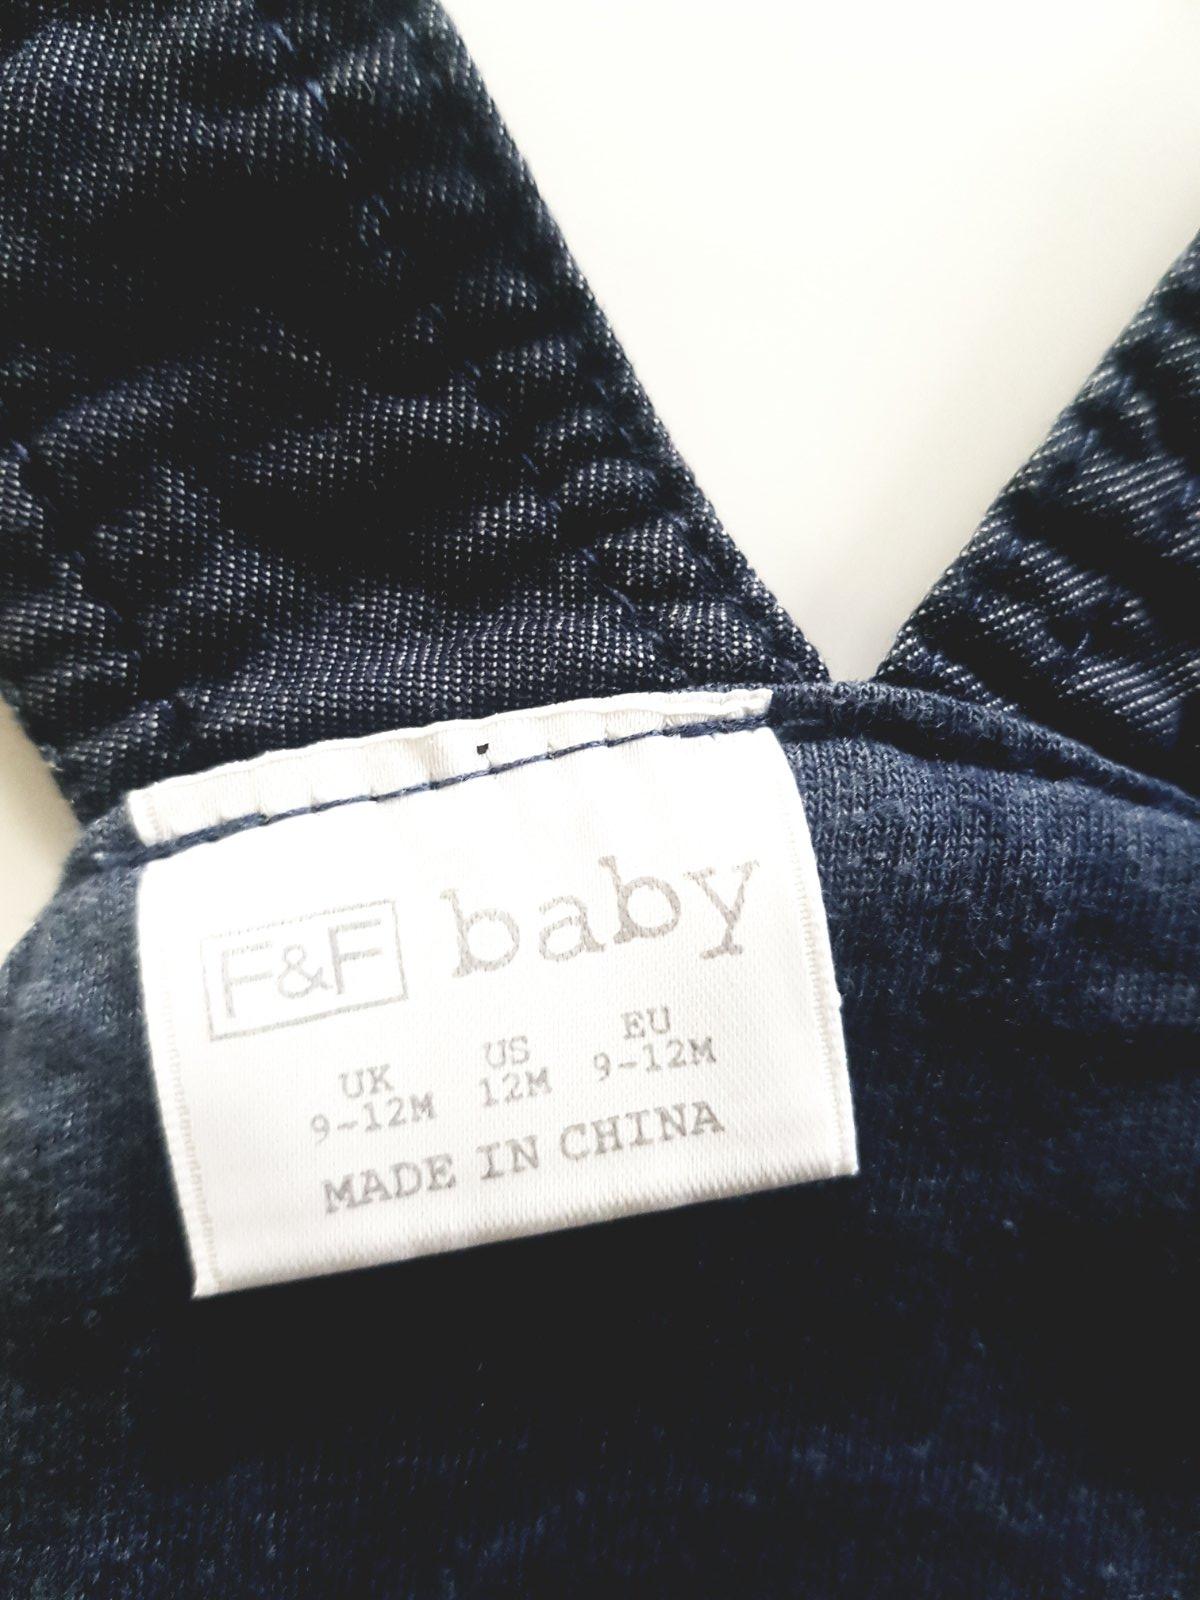 F&F baby
UK US EU
9-12M 12M 9-12M
MADE IN CHINA